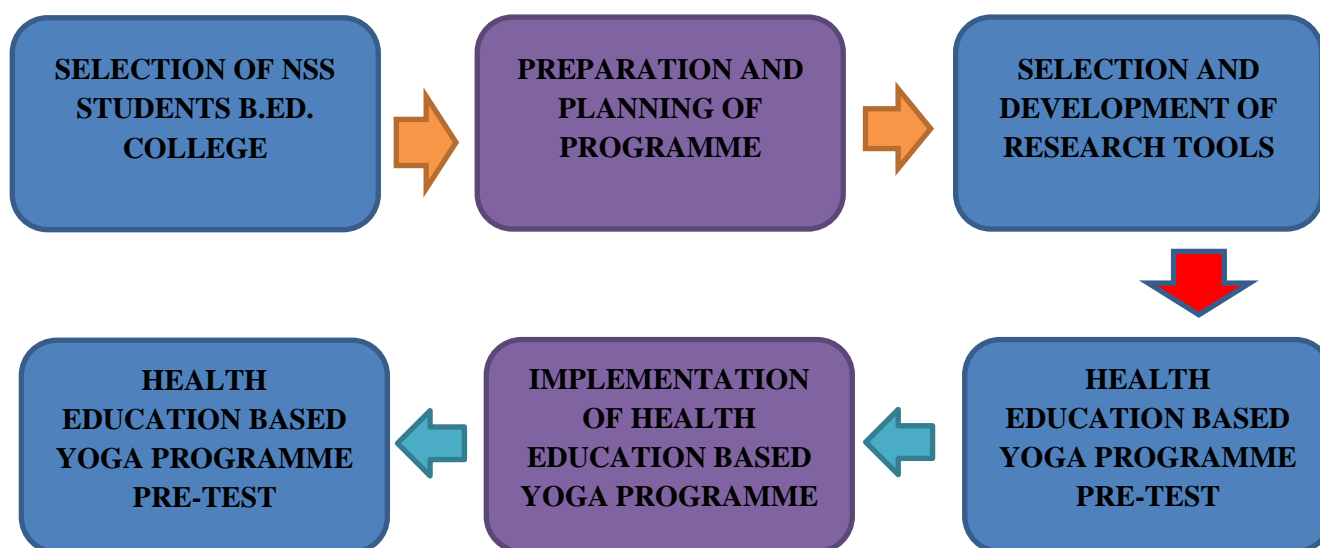 SELECTION OF NSS
STUDENTS B.ED.
COLLEGE
PREPARATION AND
PLANNING OF
PROGRAMME
SELECTION AND
DEVELOPMENT OF
RESEARCH TOOLS
HEALTH
EDUCATION BASED
YOGA PROGRAMME
PRE-TEST
IMPLEMENTATION
OF HEALTH
EDUCATION BASED
YOGA PROGRAMME
HEALTH
EDUCATION BASED
YOGA PROGRAMME
PRE-TEST